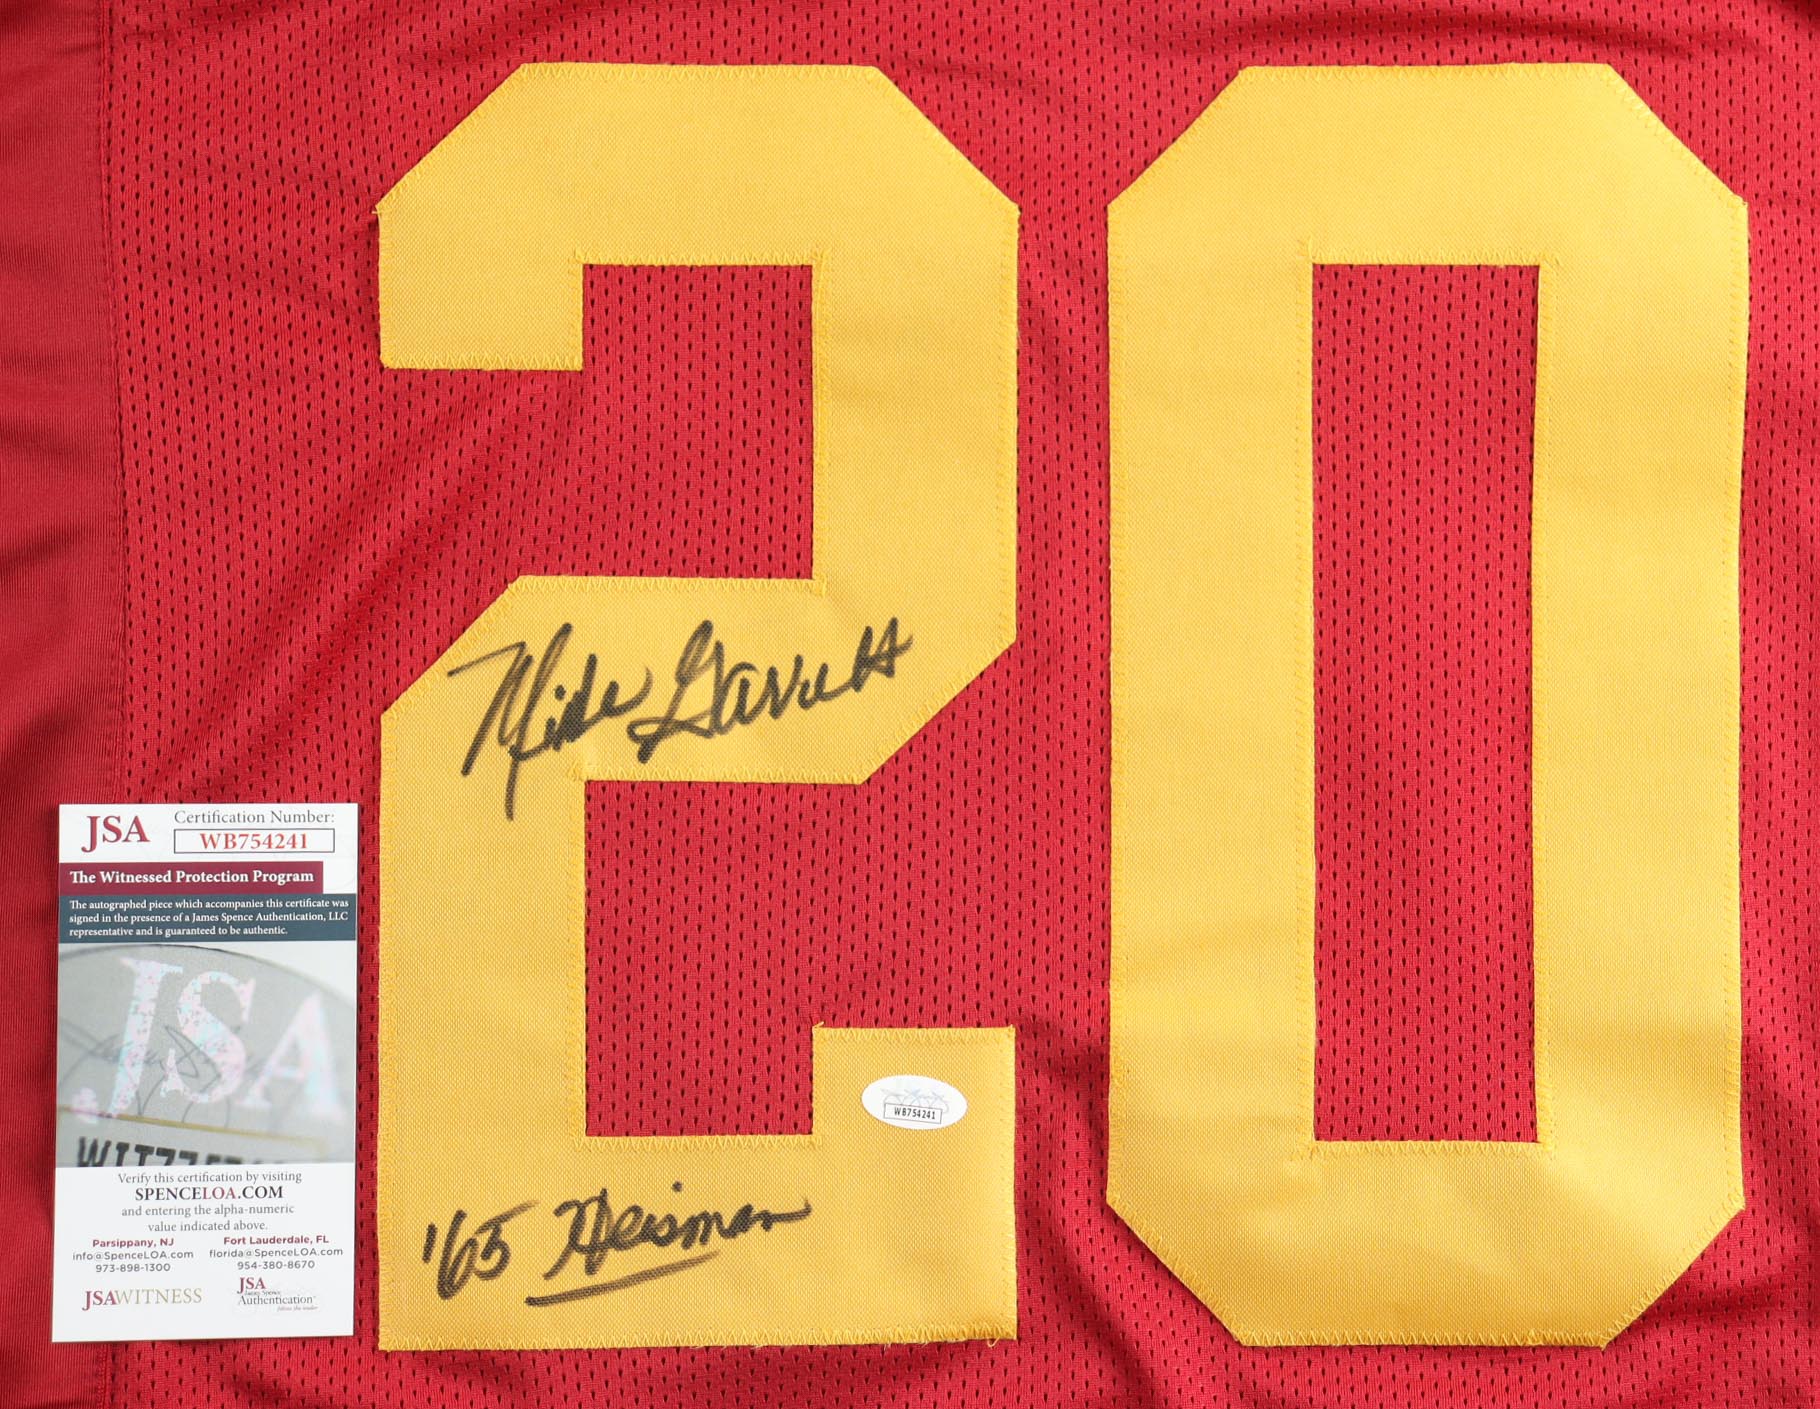 20
Mike Garrett
'65 Heisman
WB754241
JSA
Certification Number:
WB754241
The Witnessed Protection Program
The autographed piece which accompanies this certificate was
signed in the presence of a James Spence Authentication, LLC
representative and is guaranteed to be authentic.
JSA
Verify this certification by visiting
SPENCELOA.COM
and entering the alpha-numeric
value indicated above.
Parsippany, NJ
info@SpenceLOA.com
973-898-1300
Fort Lauderdale, FL
florida@SpenceLOA.com
954-380-8670
JSAWITNESS
JSA
James Spence
Authentication